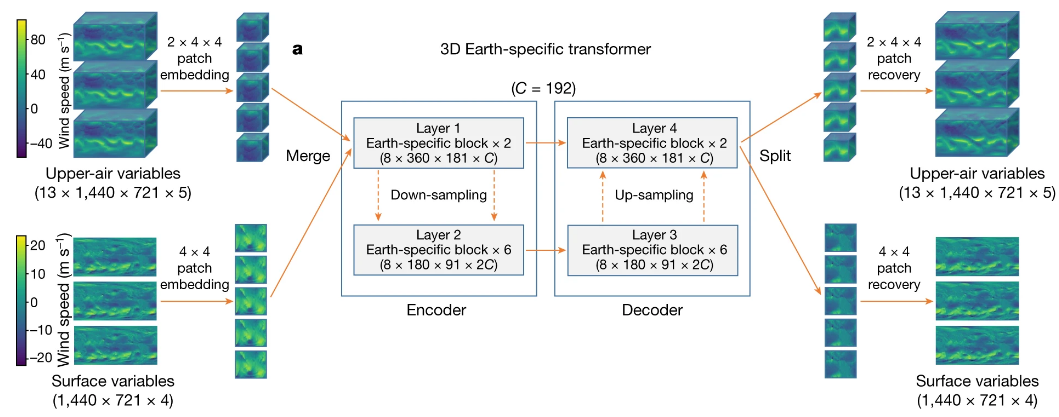 a
3D Earth-specific transformer
(C = 192)
80
40
0
−40
Wind speed (m s⁻¹)
2 × 4 × 4
patch
embedding
Upper-air variables
(13 × 1,440 × 721 × 5)
20
10
0
−10
−20
Wind speed (m s⁻¹)
4 × 4
patch
embedding
Surface variables
(1,440 × 721 × 4)
Merge
Layer 1
Earth-specific block × 2
(8 × 360 × 181 × C)
Down-sampling
Layer 2
Earth-specific block × 6
(8 × 180 × 91 × 2C)
Encoder
Layer 4
Earth-specific block × 2
(8 × 360 × 181 × C)
Up-sampling
Layer 3
Earth-specific block × 6
(8 × 180 × 91 × 2C)
Decoder
Split
2 × 4 × 4
patch
recovery
Upper-air variables
(13 × 1,440 × 721 × 5)
4 × 4
patch
recovery
Surface variables
(1,440 × 721 × 4)